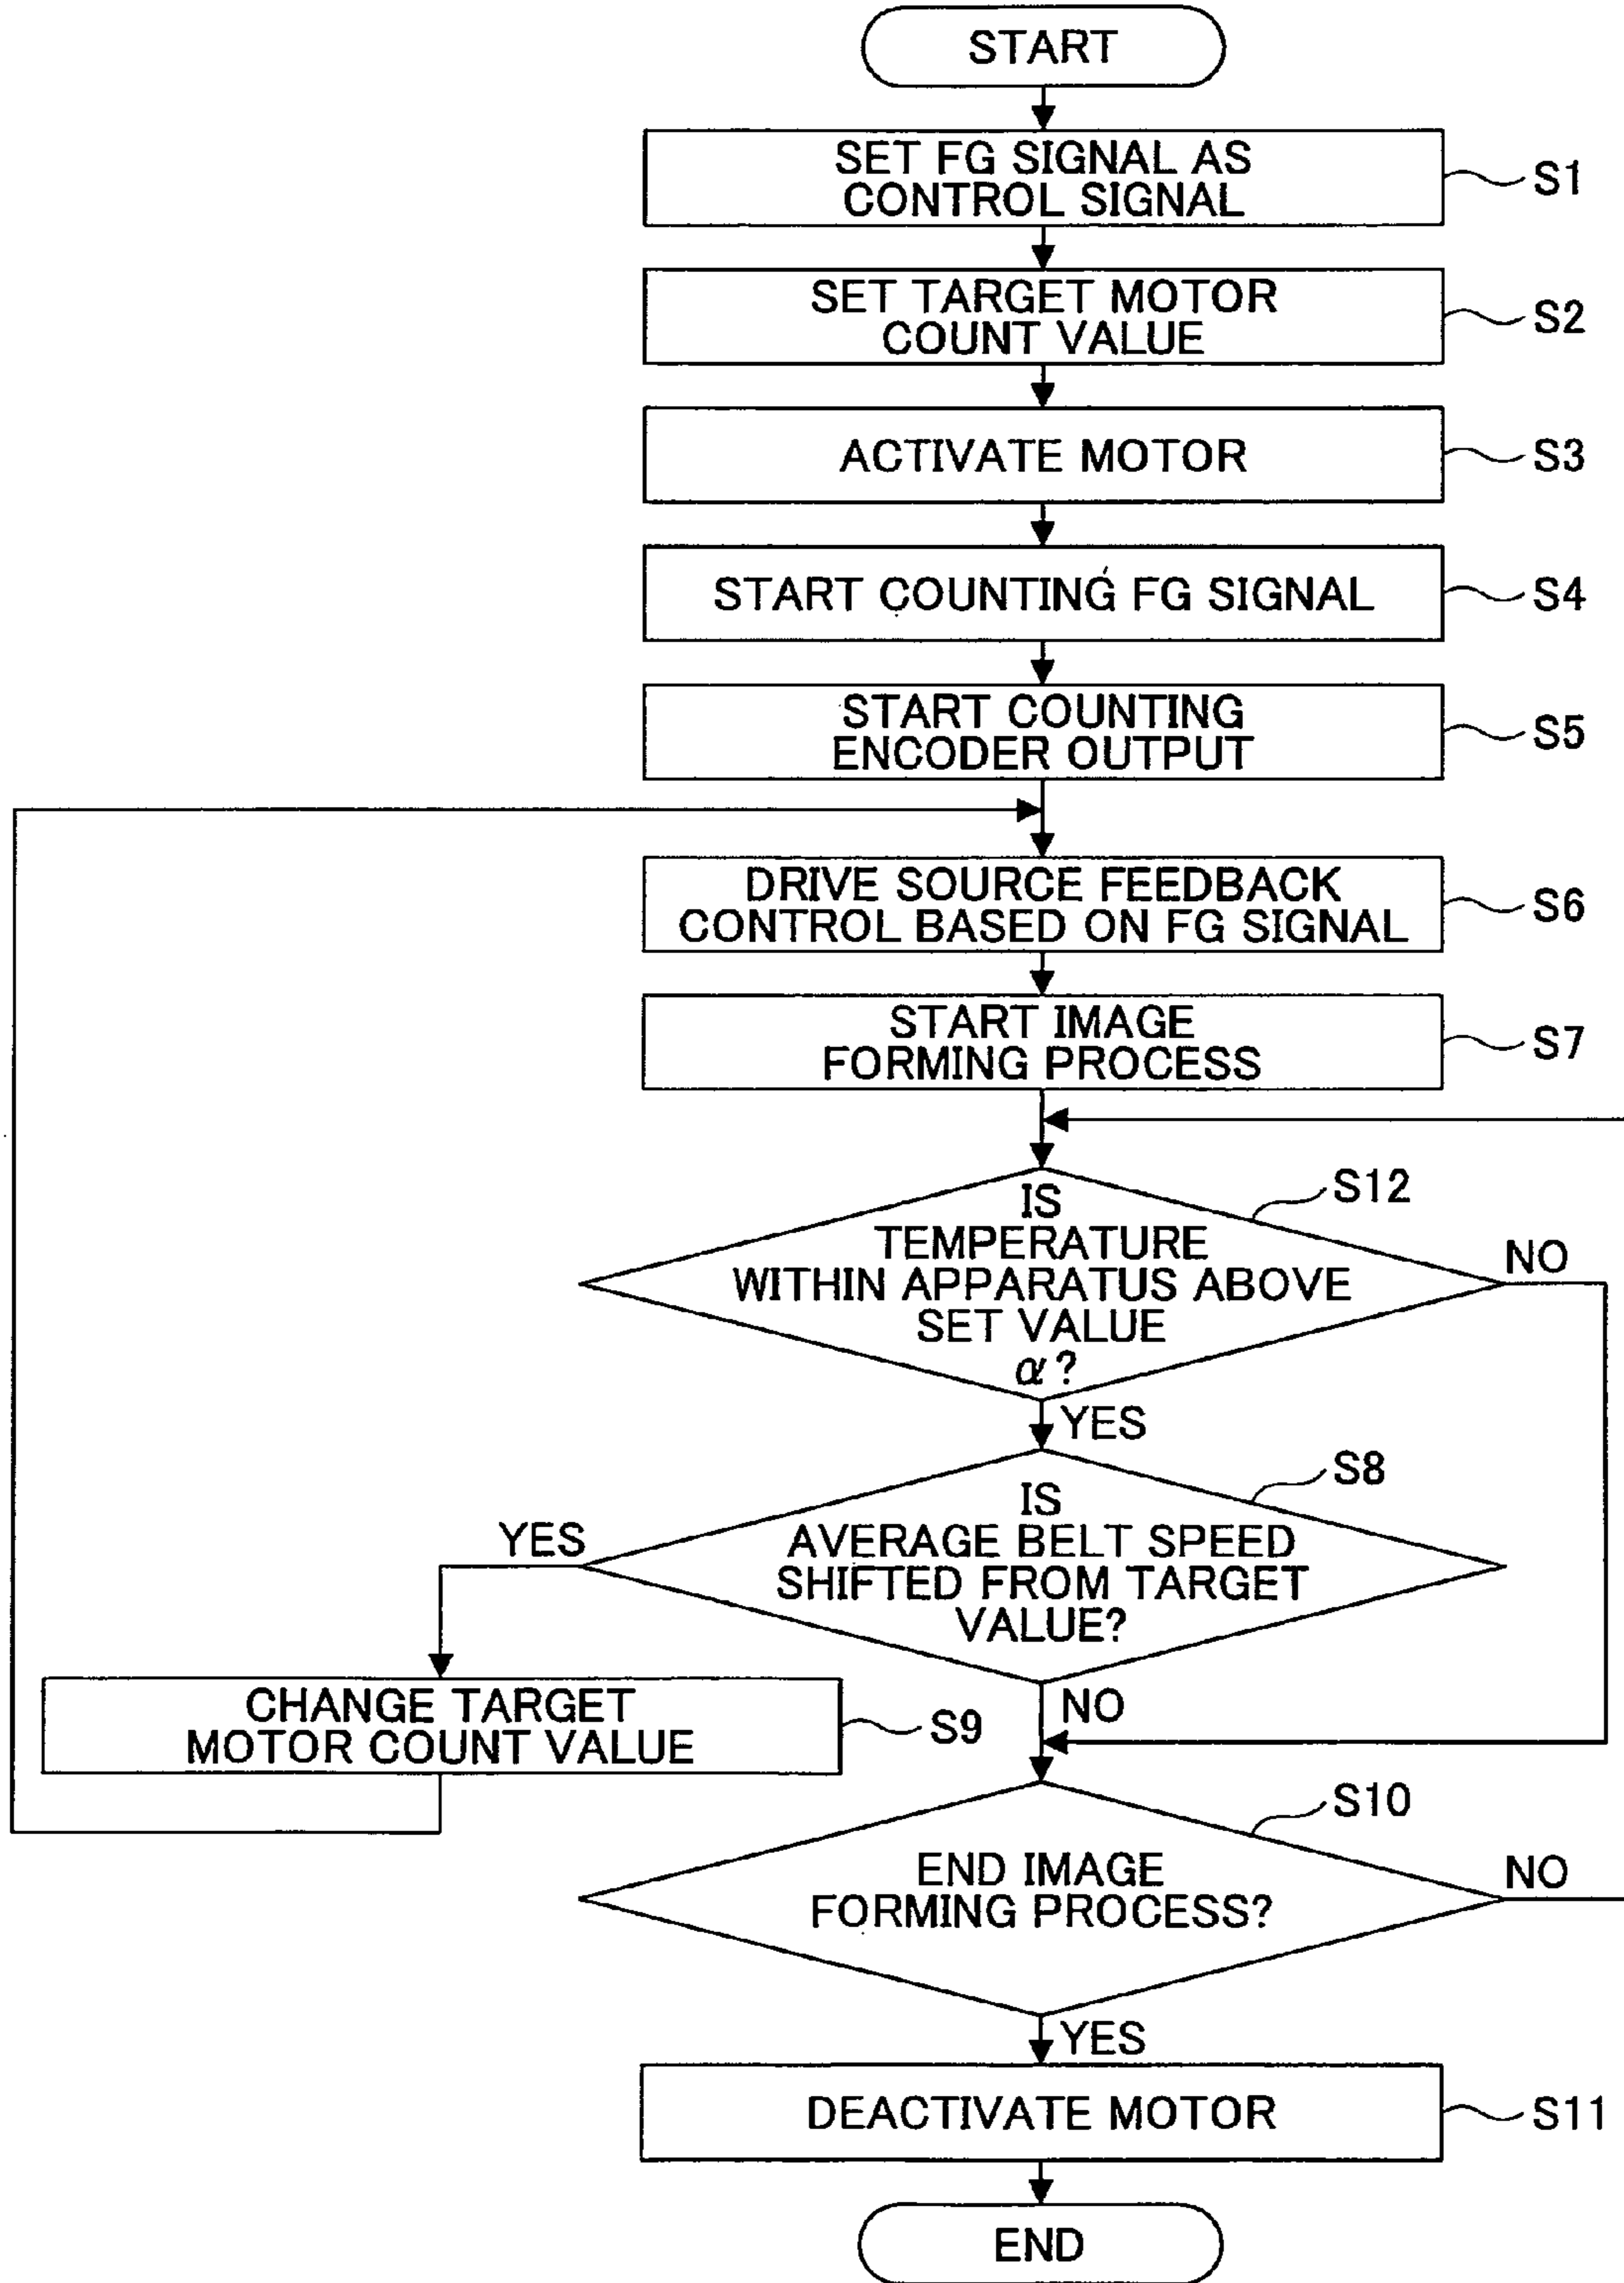 START
SET FG SIGNAL AS
CONTROL SIGNAL
S1
SET TARGET MOTOR
COUNT VALUE
S2
ACTIVATE MOTOR
S3
START COUNTING FG SIGNAL
S4
START COUNTING
ENCODER OUTPUT
S5
DRIVE SOURCE FEEDBACK
CONTROL BASED ON FG SIGNAL
S6
START IMAGE
FORMING PROCESS
S7
S12
IS
TEMPERATURE
WITHIN APPARATUS ABOVE
SET VALUE
α?
NO
YES
S8
IS
AVERAGE BELT SPEED
SHIFTED FROM TARGET
VALUE?
YES
NO
CHANGE TARGET
MOTOR COUNT VALUE
S9
S10
END IMAGE
FORMING PROCESS?
NO
YES
DEACTIVATE MOTOR
S11
END